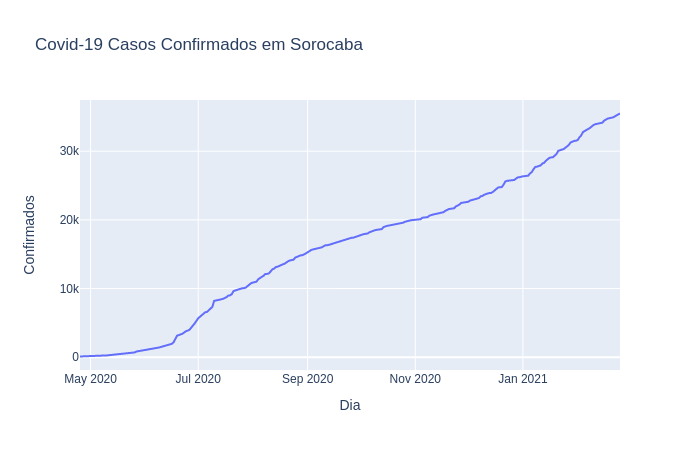 Covid-19 Casos Confirmados em Sorocaba
Confirmados
30k
20k
10k
0
May 2020
Jul 2020
Sep 2020
Nov 2020
Jan 2021
Dia